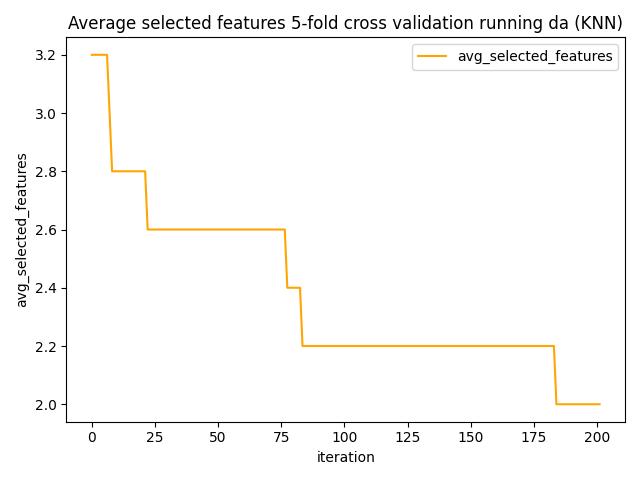 Average selected features 5-fold cross validation running da (KNN)
avg_selected_features
avg_selected_features
3.2
3.0
2.8
2.6
2.4
2.2
2.0
0 25 50 75 100 125 150 175 200
iteration